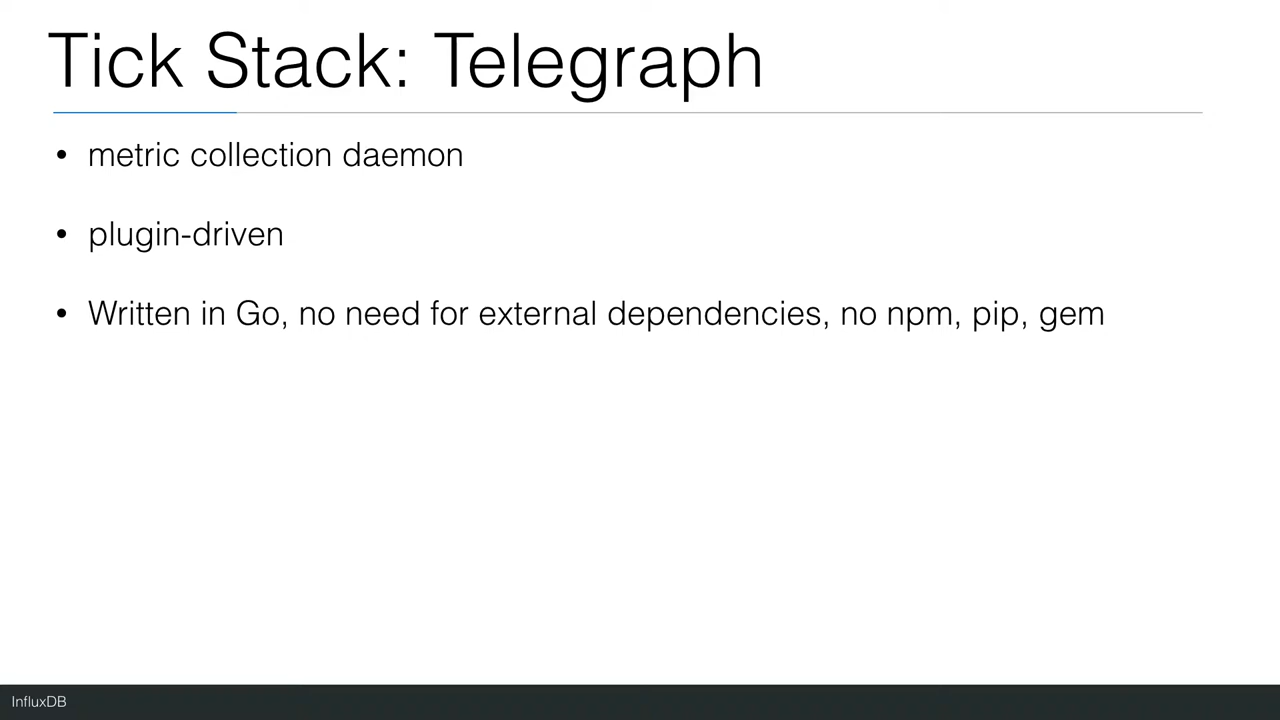 Tick Stack: Telegraph
• metric collection daemon
• plugin-driven
• Written in Go, no need for external dependencies, no npm, pip, gem
InfluxDB